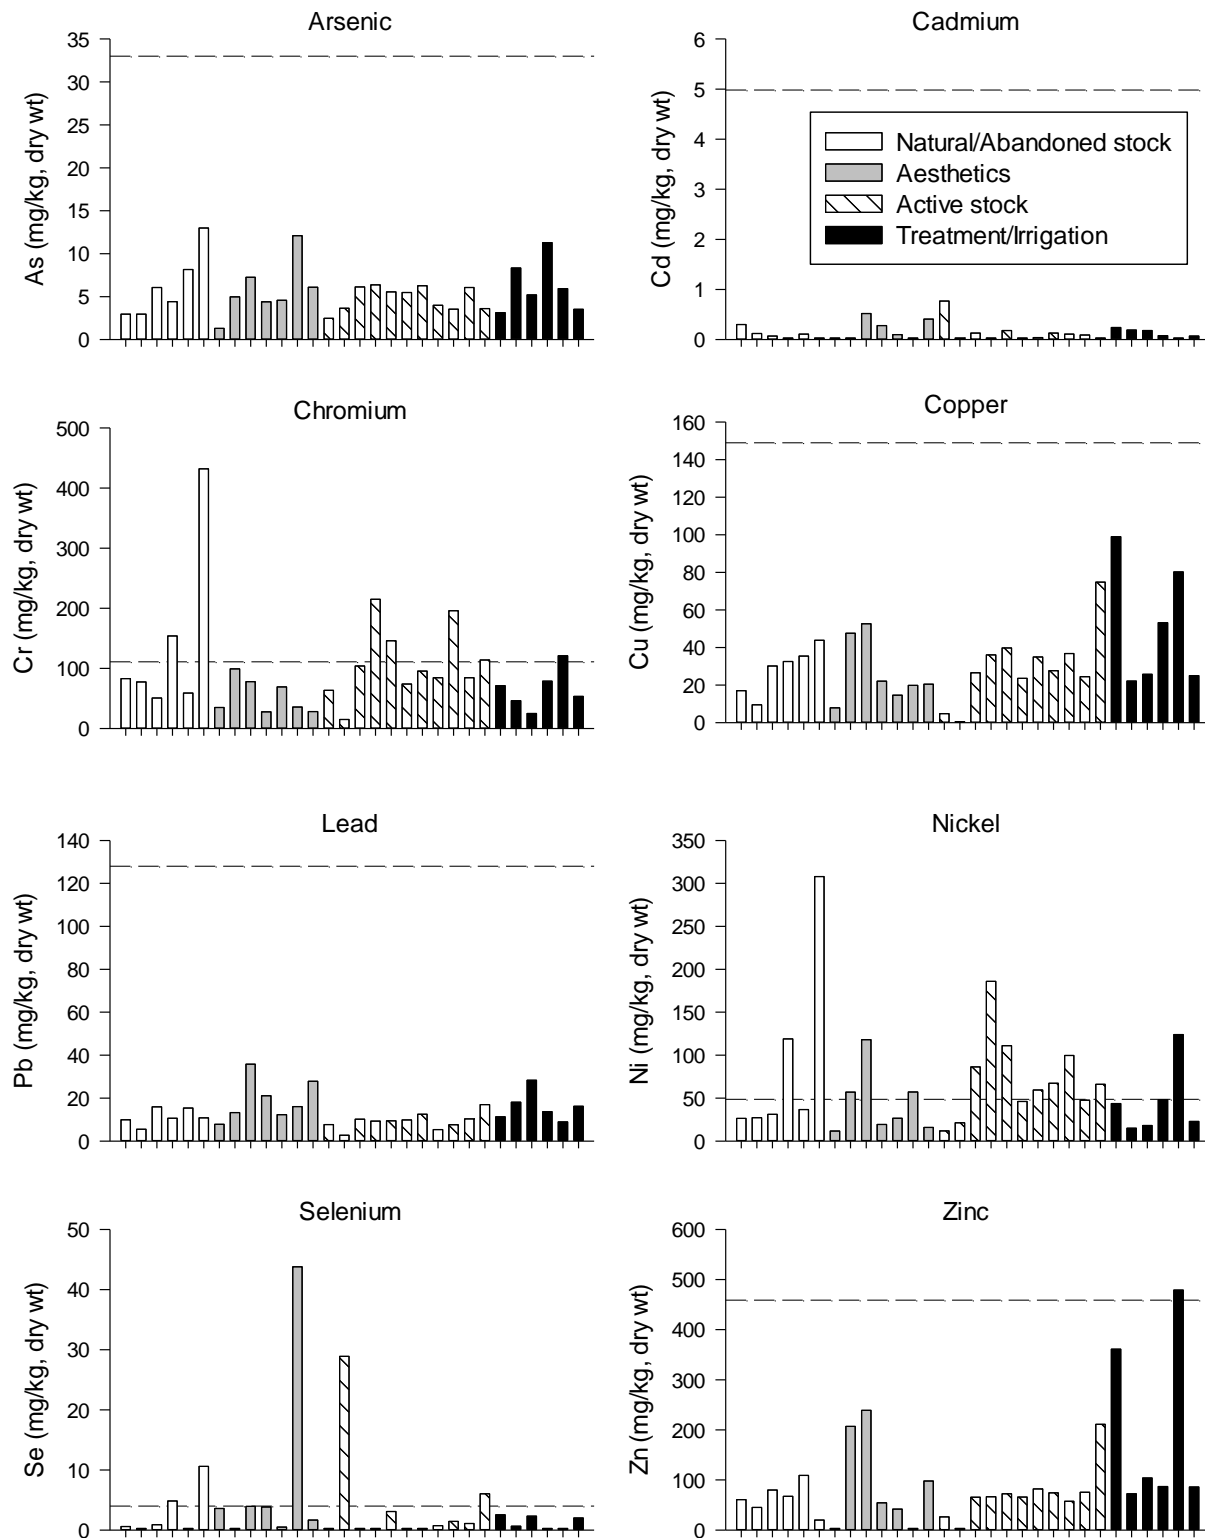 Arsenic
35
30
25
20
15
10
5
0
As (mg/kg, dry wt)
Cadmium
6
5
4
3
2
1
0
Cd (mg/kg, dry wt)
Natural/Abandoned stock
Aesthetics
Active stock
Treatment/Irrigation
Chromium
500
400
300
200
100
0
Cr (mg/kg, dry wt)
Copper
160
140
120
100
80
60
40
20
0
Cu (mg/kg, dry wt)
Lead
140
120
100
80
60
40
20
0
Pb (mg/kg, dry wt)
Nickel
350
300
250
200
150
100
50
0
Ni (mg/kg, dry wt)
Selenium
50
40
30
20
10
0
Se (mg/kg, dry wt)
Zinc
600
500
400
300
200
100
0
Zn (mg/kg, dry wt)